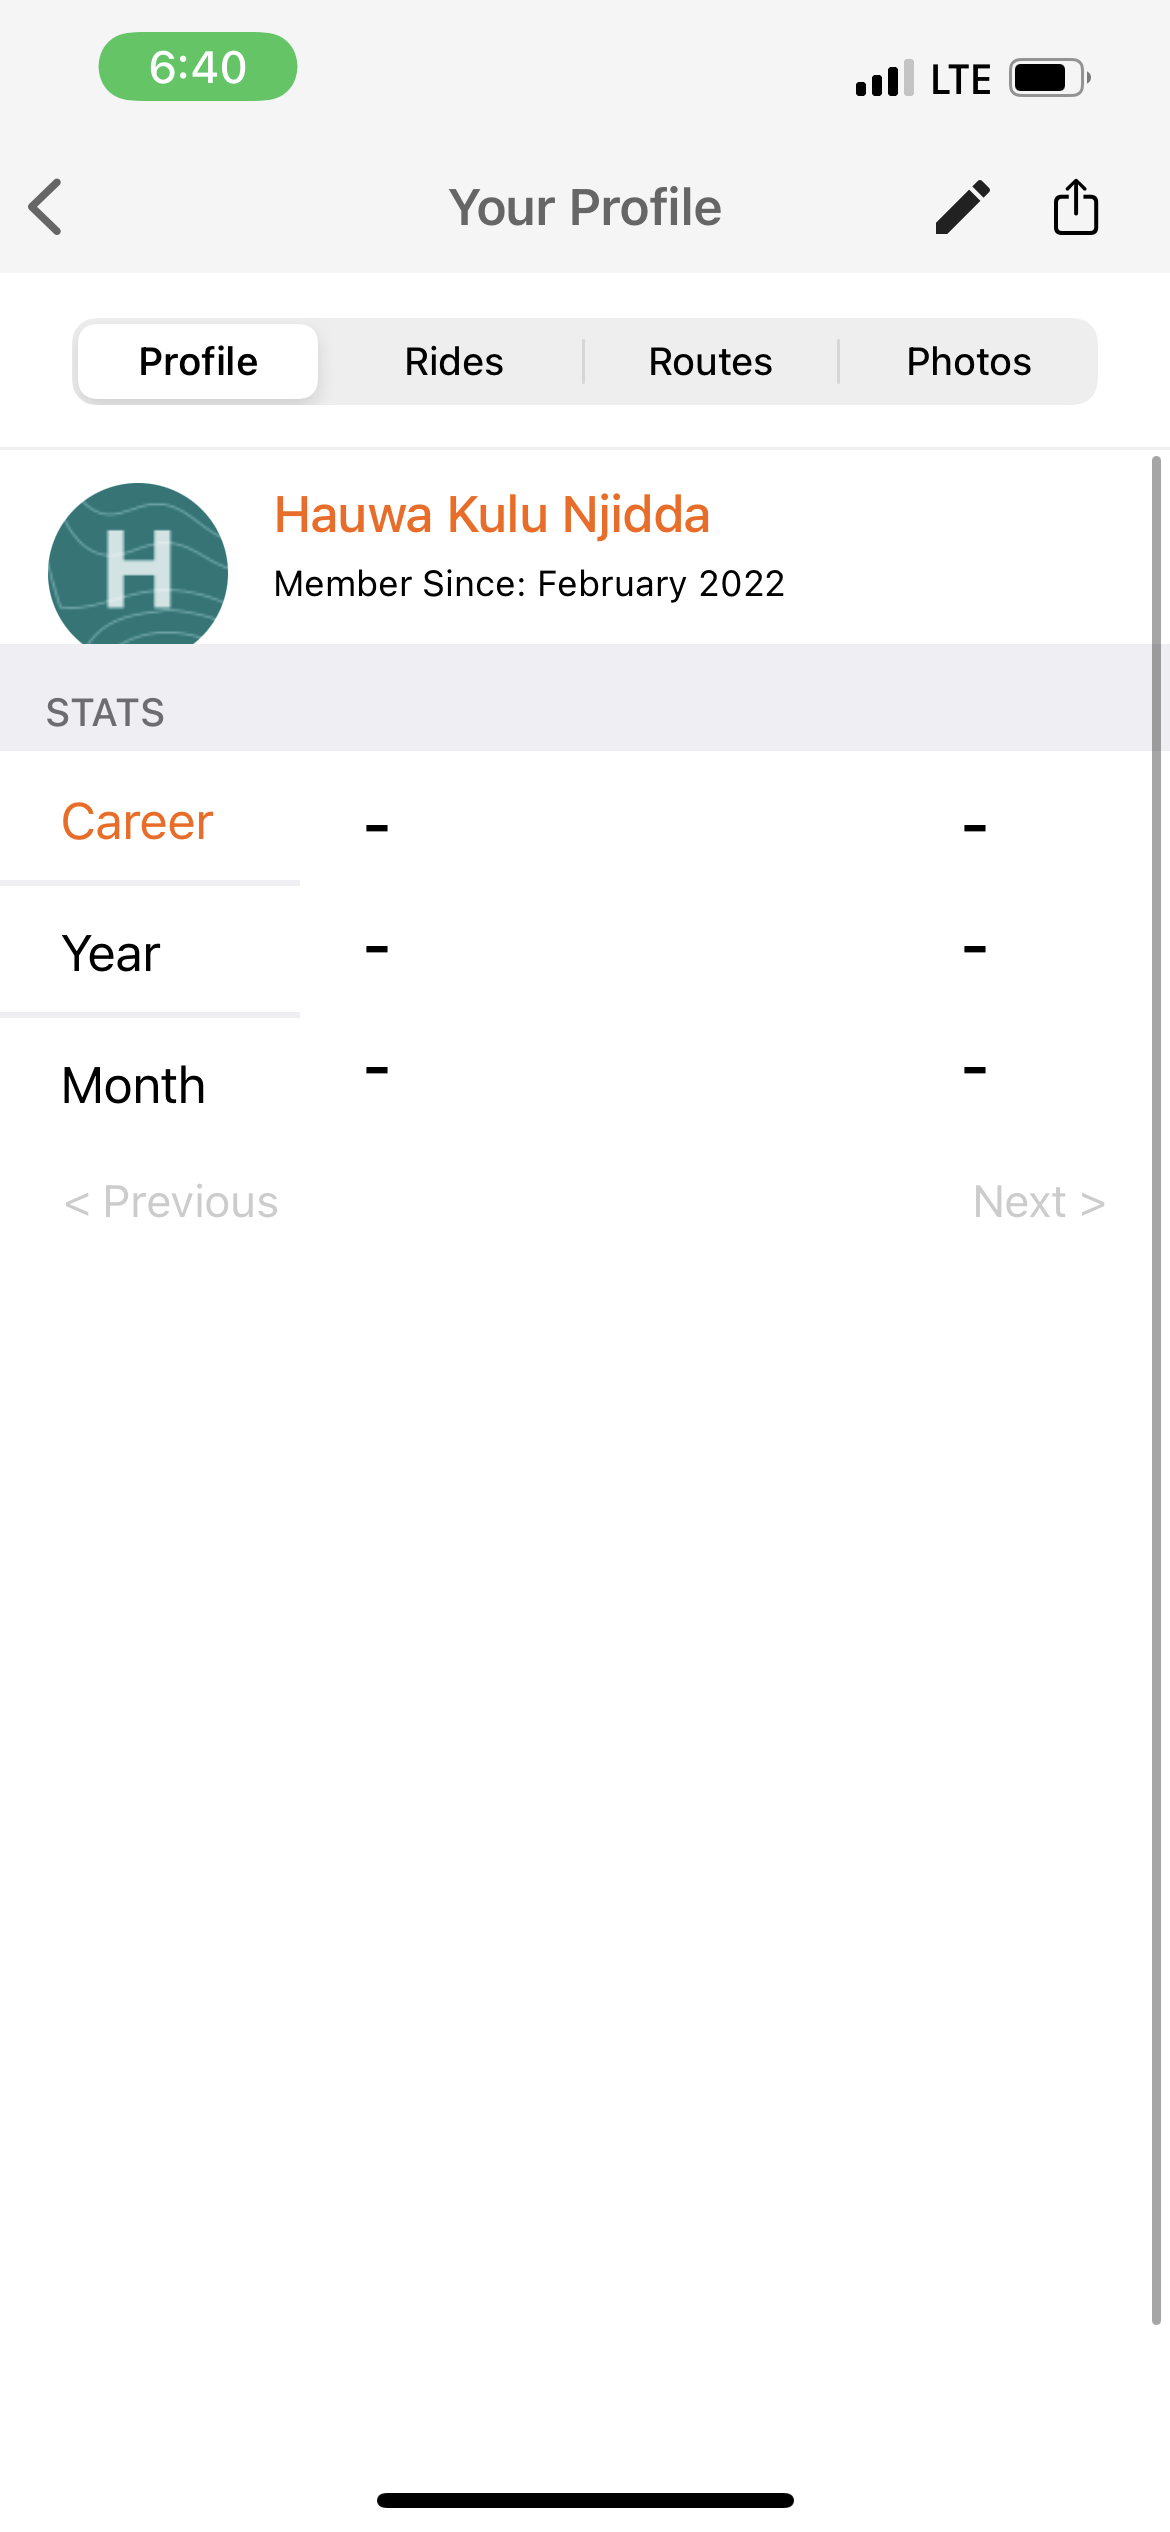 6:40
LTE
Your Profile
Profile
Rides
Routes
Photos
H
Hauwa Kulu Njidda
Member Since: February 2022
STATS
Career - -
Year - -
Month - -
< Previous
Next >